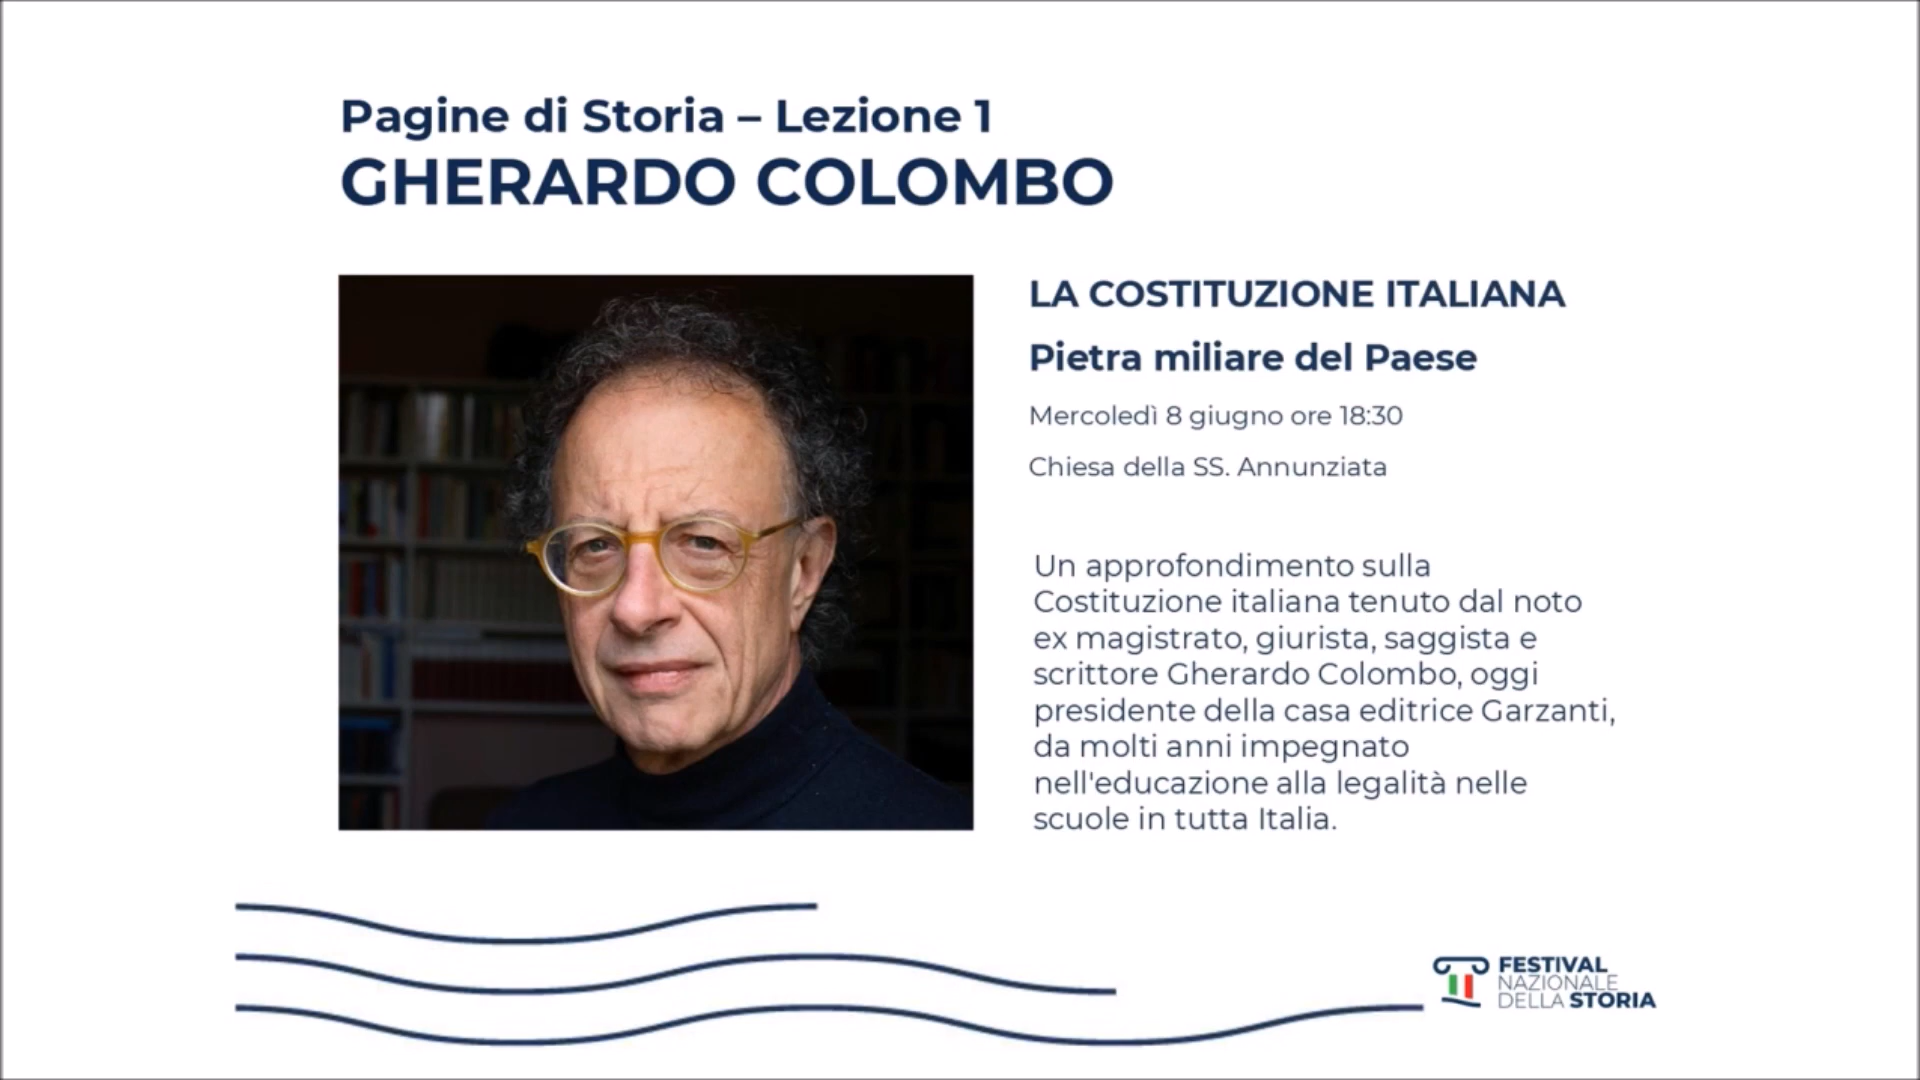 Pagine di Storia – Lezione 1
GHERARDO COLOMBO
LA COSTITUZIONE ITALIANA
Pietra miliare del Paese
Mercoledì 8 giugno ore 18:30
Chiesa della SS. Annunziata
Un approfondimento sulla
Costituzione italiana tenuto dal noto
ex magistrato, giurista, saggista e
scrittore Gherardo Colombo, oggi
presidente della casa editrice Garzanti,
da molti anni impegnato
nell'educazione alla legalità nelle
scuole in tutta Italia.
FESTIVAL
NAZIONALE
DELLA STORIA